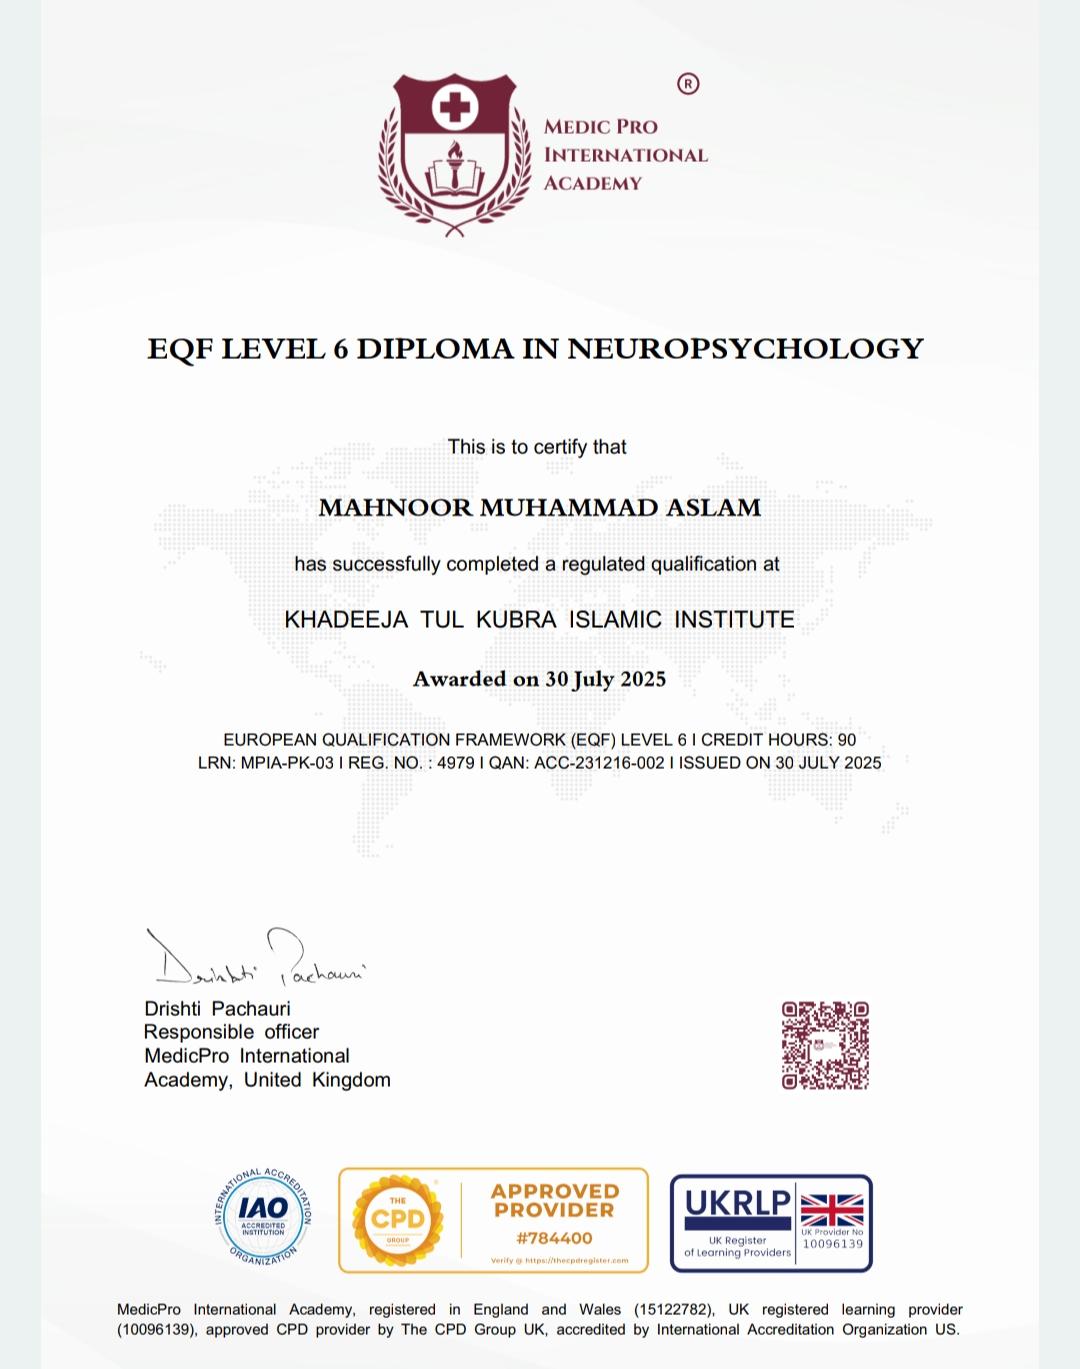 ®
MEDIC PRO
INTERNATIONAL
ACADEMY
EQF LEVEL 6 DIPLOMA IN NEUROPSYCHOLOGY
This is to certify that
MAHNOOR MUHAMMAD ASLAM
has successfully completed a regulated qualification at
KHADEEJA TUL KUBRA ISLAMIC INSTITUTE
Awarded on 30 July 2025
EUROPEAN QUALIFICATION FRAMEWORK (EQF) LEVEL 6 I CREDIT HOURS: 90
LRN: MPIA-PK-03 I REG. NO. : 4979 I QAN: ACC-231216-002 I ISSUED ON 30 JULY 2025
Drishti Pachauri
Drishti Pachauri
Responsible officer
MedicPro International
Academy, United Kingdom
INTERNATIONAL ACCREDITATION
IAO
ACCREDITED
INSTITUTION
ORGANIZATION
THE
CPD
GROUP
APPROVED
PROVIDER
#784400
Verify @ https://thecpdregister.com
UKRLP
UK Register
of Learning Providers
UK Provider No
10096139
MedicPro International Academy, registered in England and Wales (15122782), UK registered learning provider
(10096139), approved CPD provider by The CPD Group UK, accredited by International Accreditation Organization US.